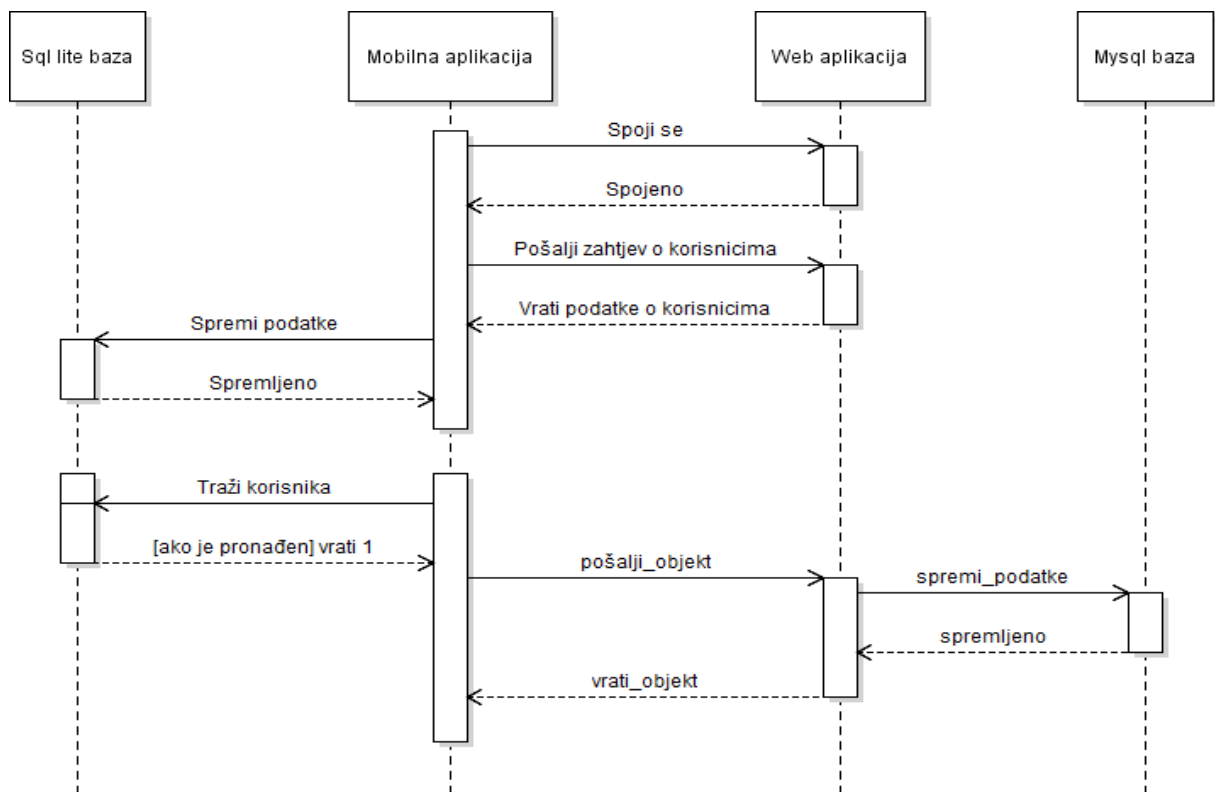 Sql lite baza
Mobilna aplikacija
Web aplikacija
Mysql baza
Spoji se
Spojeno
Pošalji zahtjev o korisnicima
Vrati podatke o korisnicima
Spremi podatke
Spremljeno
Traži korisnika
[ako je pronađen] vrati 1
pošalji_objekt
spremi_podatke
spremljeno
vrati_objekt